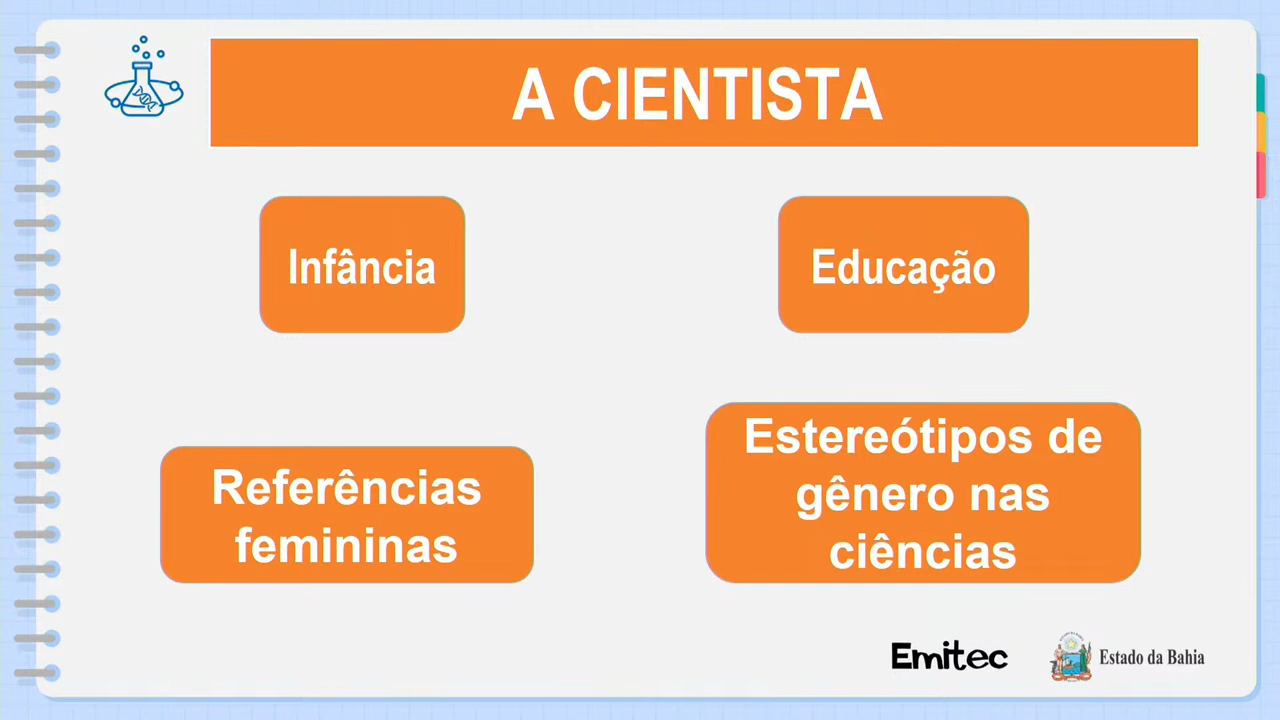 A CIENTISTA
Infância
Educação
Referências
femininas
Estereótipos de
gênero nas
ciências
Emitec
Estado da Bahia